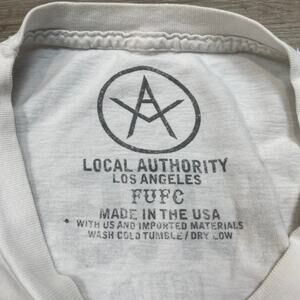 LOCAL AUTHORITY
LOS ANGELES
FUFC
MADE IN THE USA
* WITH US AND IMPORTED MATERIALS
WASH COLD TUMBLE / DRY LOW